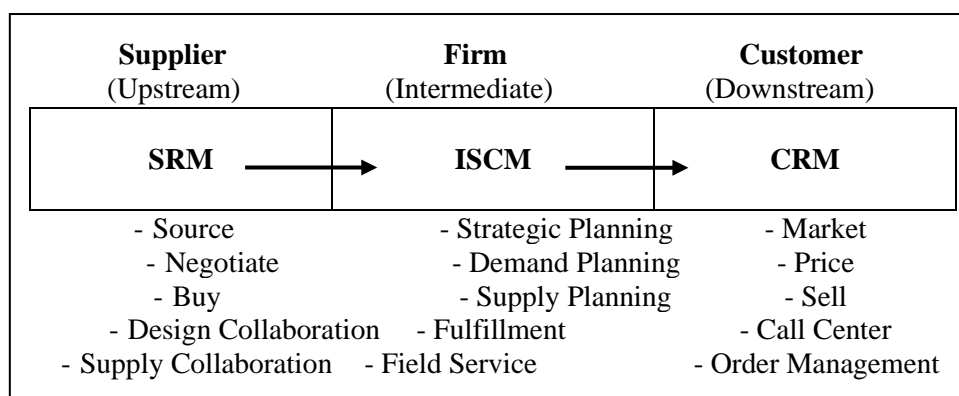 Supplier Firm Customer
(Upstream) (Intermediate) (Downstream)
SRM ISCM CRM
- Source - Strategic Planning - Market
- Negotiate - Demand Planning - Price
- Buy - Supply Planning - Sell
- Design Collaboration - Fulfillment - Call Center
- Supply Collaboration - Field Service - Order Management